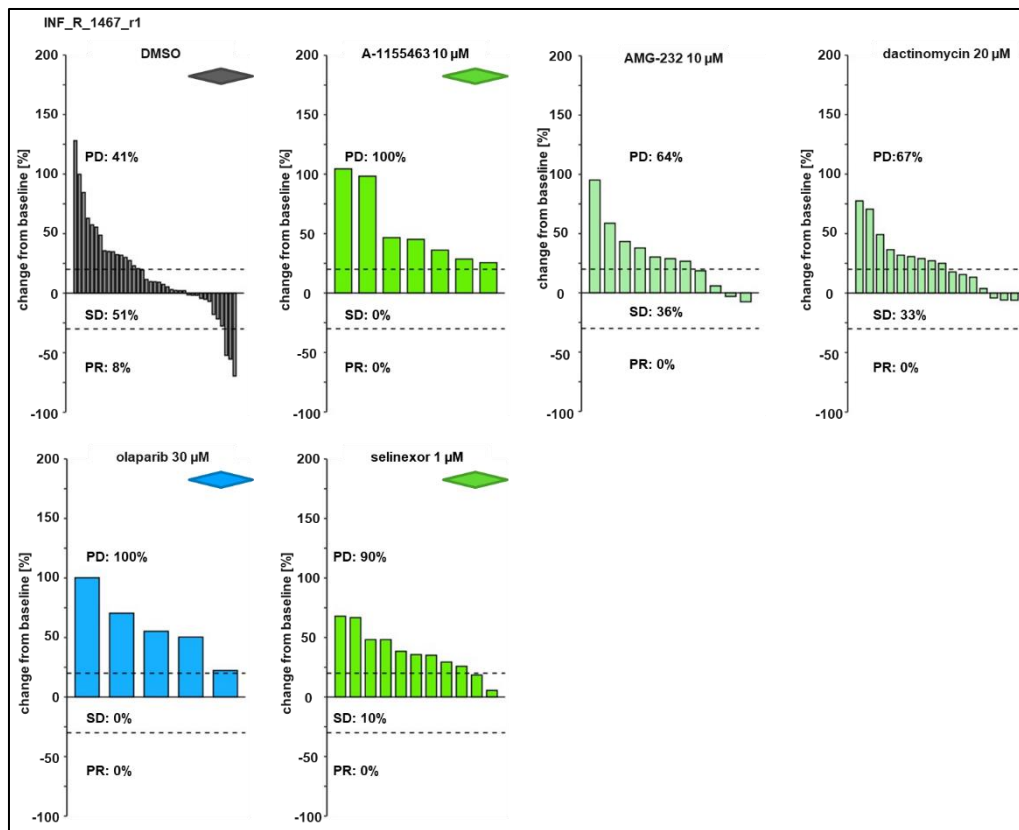 INF_R_1467_r1
DMSO
200
150
100
50
0
-50
-100
change from baseline [%]
PD: 41%
SD: 51%
PR: 8%
A-1155463 10 µM
200
150
100
50
0
-50
-100
change from baseline [%]
PD: 100%
SD: 0%
PR: 0%
AMG-232 10 µM
200
150
100
50
0
-50
-100
change from baseline [%]
PD: 64%
SD: 36%
PR: 0%
dactinomycin 20 µM
200
150
100
50
0
-50
-100
change from baseline [%]
PD:67%
SD: 33%
PR: 0%
olaparib 30 µM
200
150
100
50
0
-50
-100
change from baseline [%]
PD: 100%
SD: 0%
PR: 0%
selinexor 1 µM
200
150
100
50
0
-50
-100
change from baseline [%]
PD: 90%
SD: 10%
PR: 0%